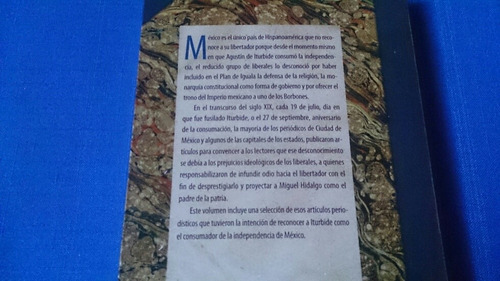 México es el único país de Hispanoamérica que no reco-
noce a su libertador porque desde el momento mismo
en que Agustín de Iturbide consumó la independen-
cia, el reducido grupo de liberales lo desconoció por haber
incluido en el Plan de Iguala la defensa de la religión, la mo-
narquía constitucional como forma de gobierno y por ofrecer el
trono del Imperio mexicano a uno de los Borbones.
En el transcurso del siglo XIX, cada 19 de julio, día en
que fue fusilado Iturbide, o el 27 de septiembre, aniversario
de la consumación, la mayoría de los periódicos de Ciudad de
México y algunos de las capitales de los estados, publicaron ar-
tículos para convencer a los lectores que ese desconocimiento
se debía a los prejuicios ideológicos de los liberales, a quienes
responsabilizaron de infundir odio hacia el libertador con el
fin de desprestigiarlo y proyectar a Miguel Hidalgo como el
padre de la patria.
Este volumen incluye una selección de esos artículos perio-
dísticos que tuvieron la intención de reconocer a Iturbide como
el consumador de la independencia de México.